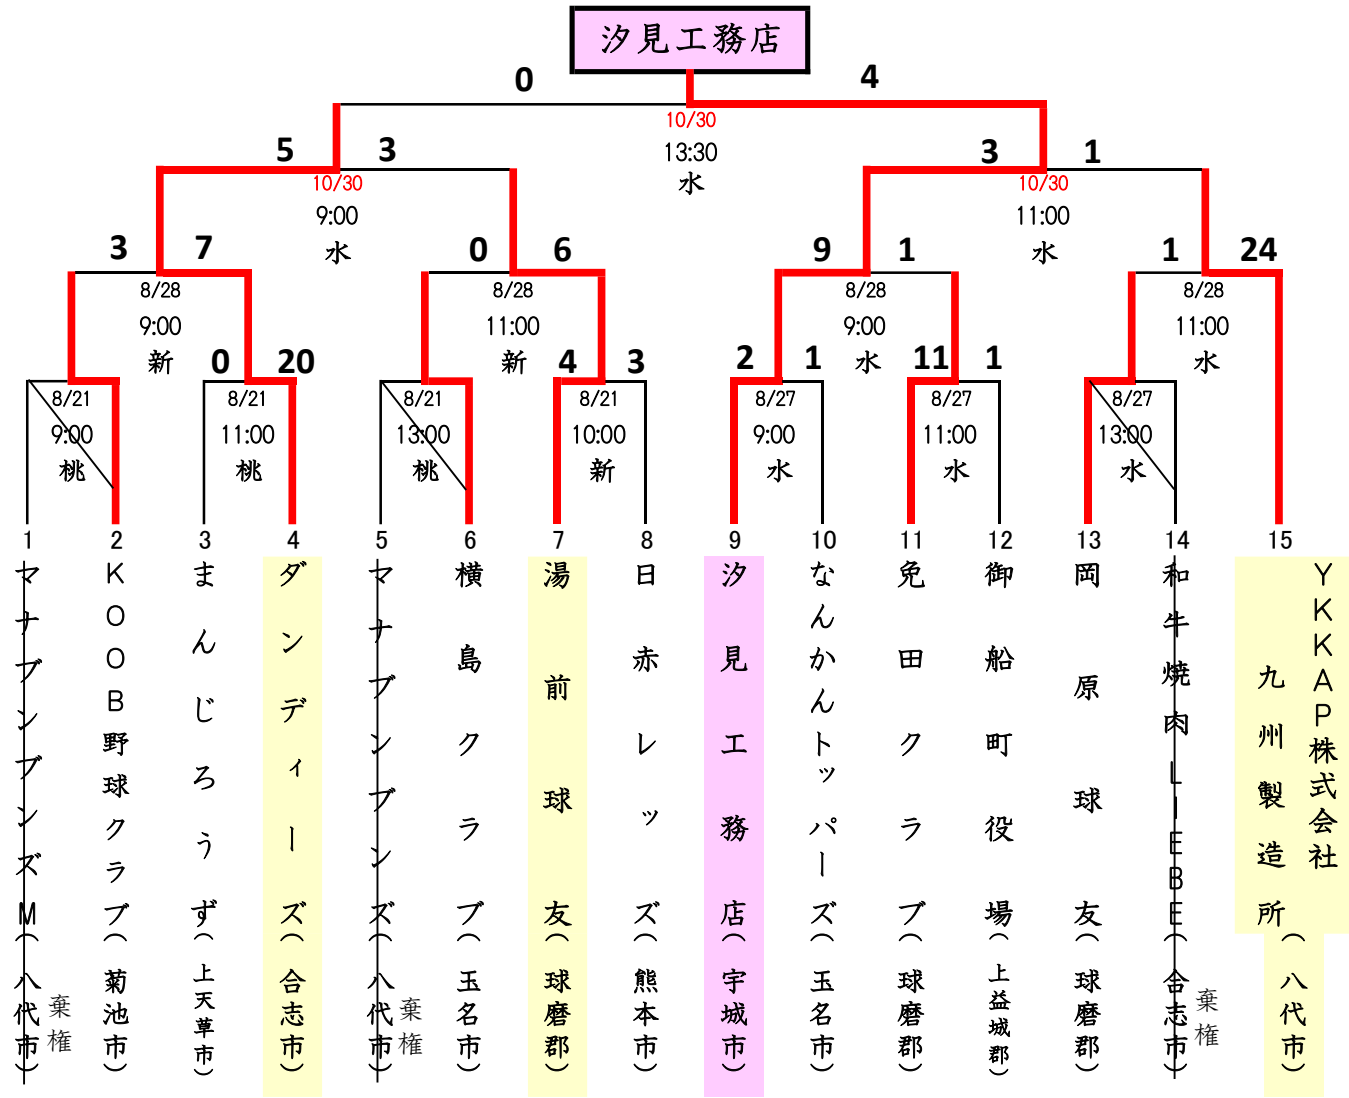 汐見工務店
0
4
10/30
13:30
水
5
3
10/30
9:00
水
3
1
10/30
11:00
水
3
7
8/28
9:00
新
0
6
8/28
11:00
新
9
1
8/28
9:00
水
1
24
8/28
11:00
水
8/21
9:00
桃
0
20
8/21
11:00
桃
8/21
13:00
桃
4
3
8/21
10:00
新
2
1
8/27
9:00
水
11
1
8/27
11:00
水
8/27
13:00
水
1
マナブンブンズM(八代市)
棄権
2
KOOB野球クラブ(菊池市)
3
まんじろうず(上天草市)
4
ダンディーズ(合志市)
5
マナブンブンズ(八代市)
棄権
6
横島クラブ(玉名市)
7
湯前球友(球磨郡)
8
日赤レッズ(熊本市)
9
汐見工務店(宇城市)
10
なんかんトッパーズ(玉名市)
11
免田クラブ(球磨郡)
12
御船町役場(上益城郡)
13
岡原球友(球磨郡)
14
和牛焼肉LIEBE(合志市)
棄権
15
YKKAP株式会社
九州製造所(八代市)